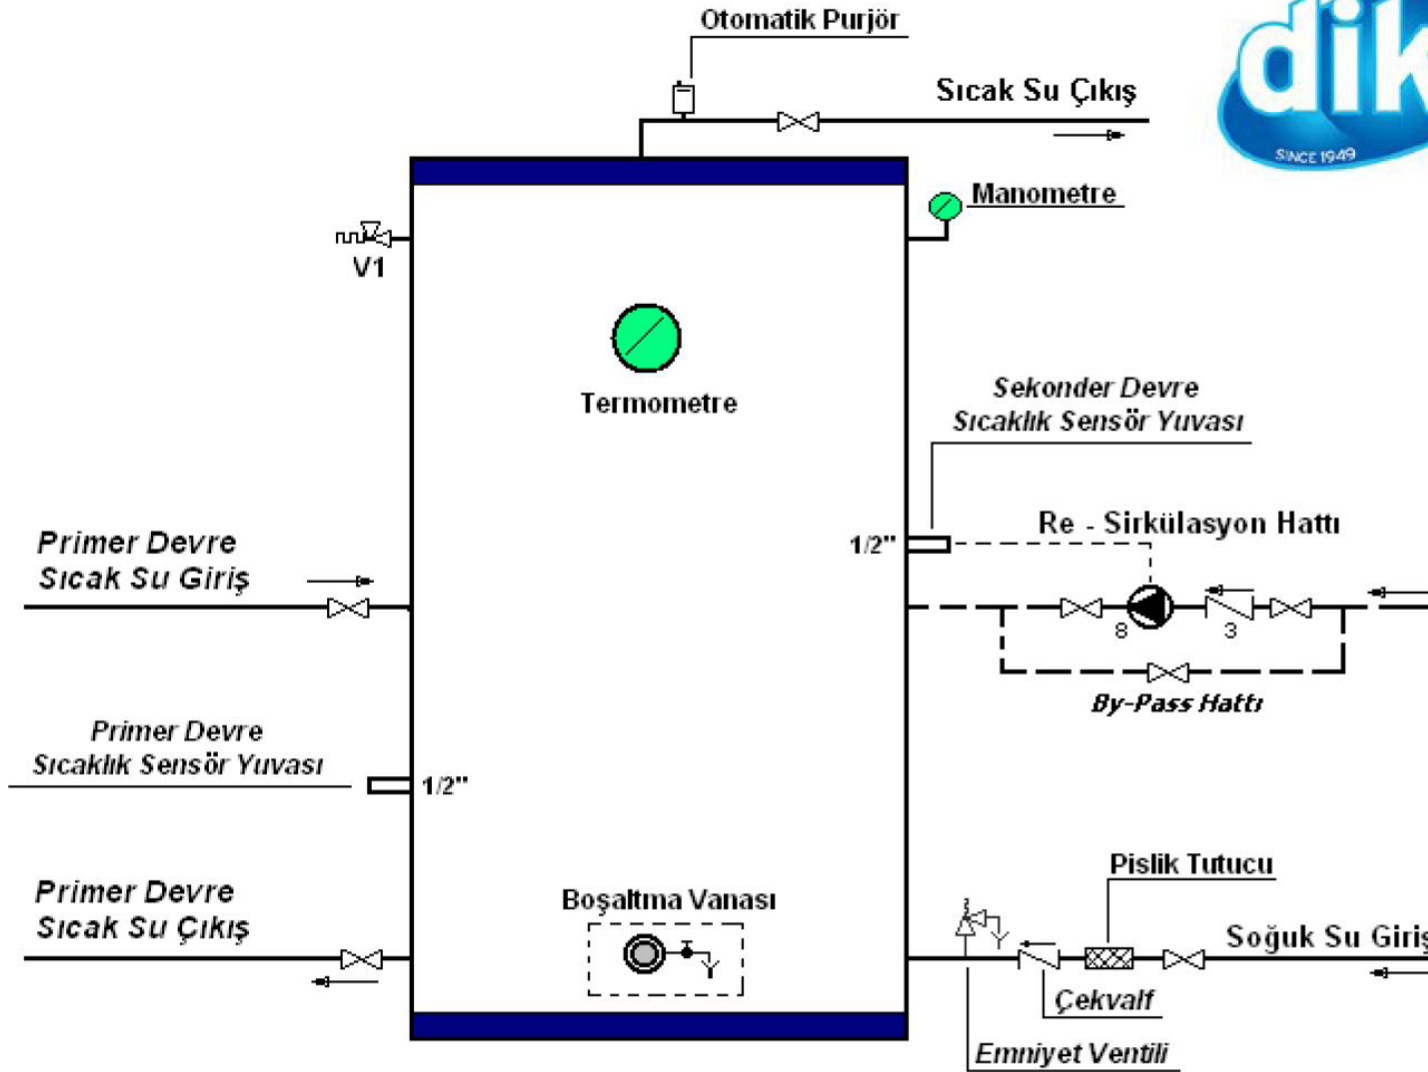 Otomatik Purjör
Sıcak Su Çıkış
dik
SINCE 1949
Manometre
V1
Termometre
Sekonder Devre
Sıcaklık Sensör Yuvası
Primer Devre
Sıcak Su Giriş
1/2"
Re - Sirkülasyon Hattı
8
3
By-Pass Hattı
Primer Devre
Sıcaklık Sensör Yuvası
1/2"
Primer Devre
Sıcak Su Çıkış
Boşaltma Vanası
Pislik Tutucu
Soğuk Su Giriş
Çekvalf
Emniyet Ventili